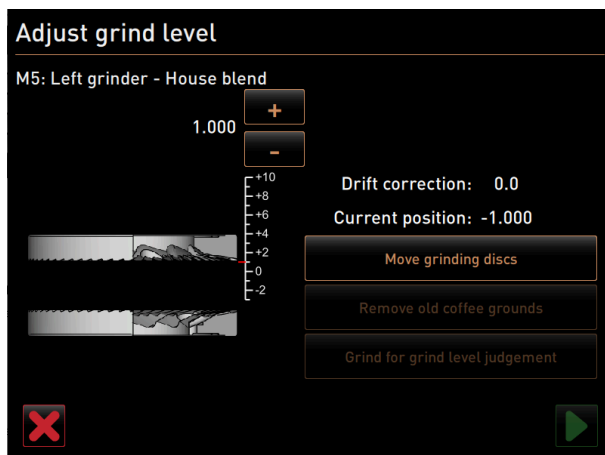 Adjust grind level
M5: Left grinder - House blend
+
1.000
-
+10
+8
+6
+4
+2
0
-2
Drift correction: 0.0
Current position: -1.000
Move grinding discs
Remove old coffee grounds
Grind for grind level judgement